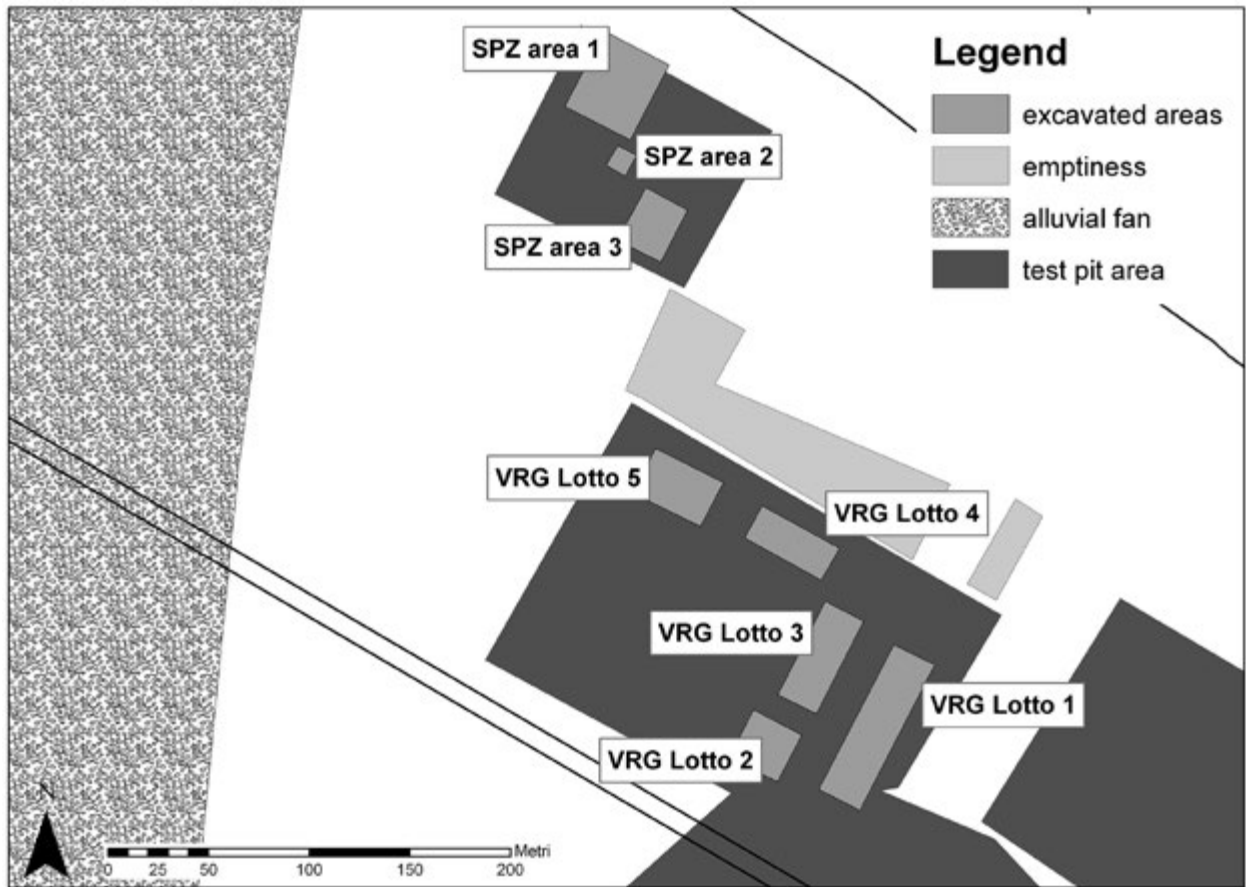 SPZ area 1
SPZ area 2
SPZ area 3
Legend
excavated areas
emptiness
alluvial fan
test pit area
VRG Lotto 5
VRG Lotto 4
VRG Lotto 3
VRG Lotto 1
VRG Lotto 2
N
Metri
0 25 50 100 150 200